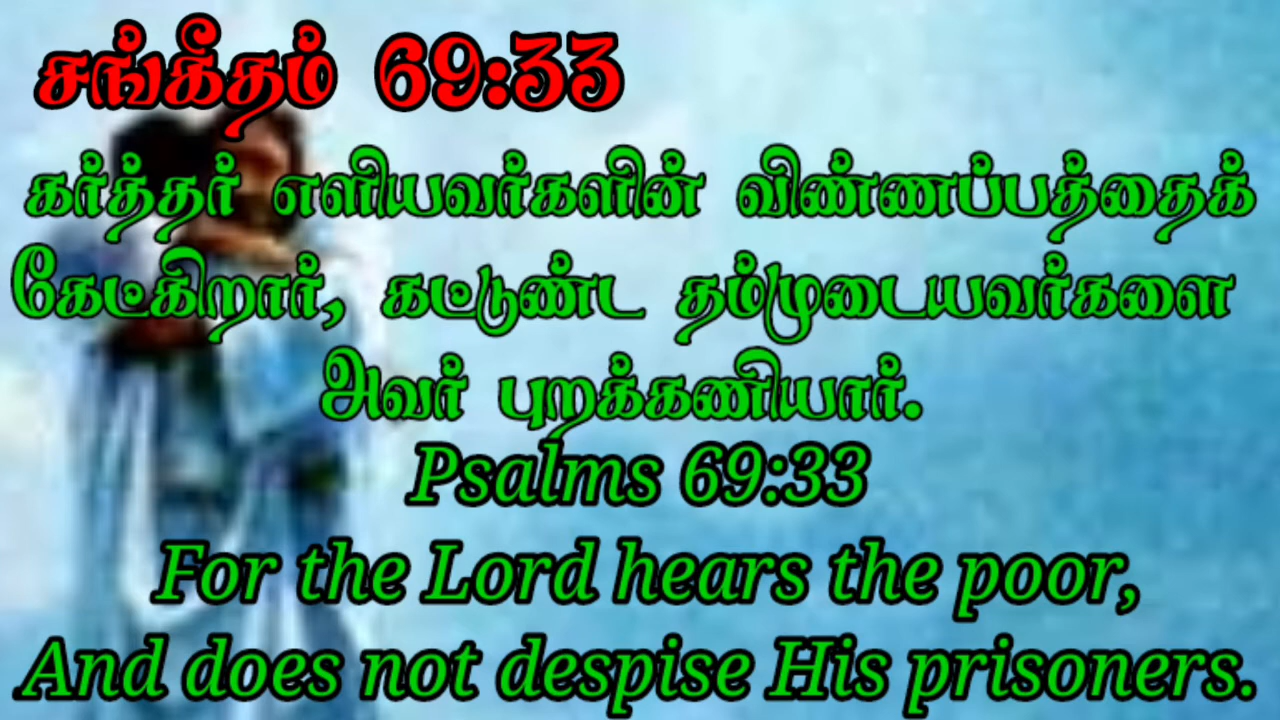 சங்கீதம் 69:33
கர்த்தர் எளியவர்களின் விண்ணப்பத்தைக்
கேட்கிறார், கட்டுண்ட தம்முடையவர்களை
அவர் புறக்கணியார்.
Psalms 69:33
For the Lord hears the poor,
And does not despise His prisoners.